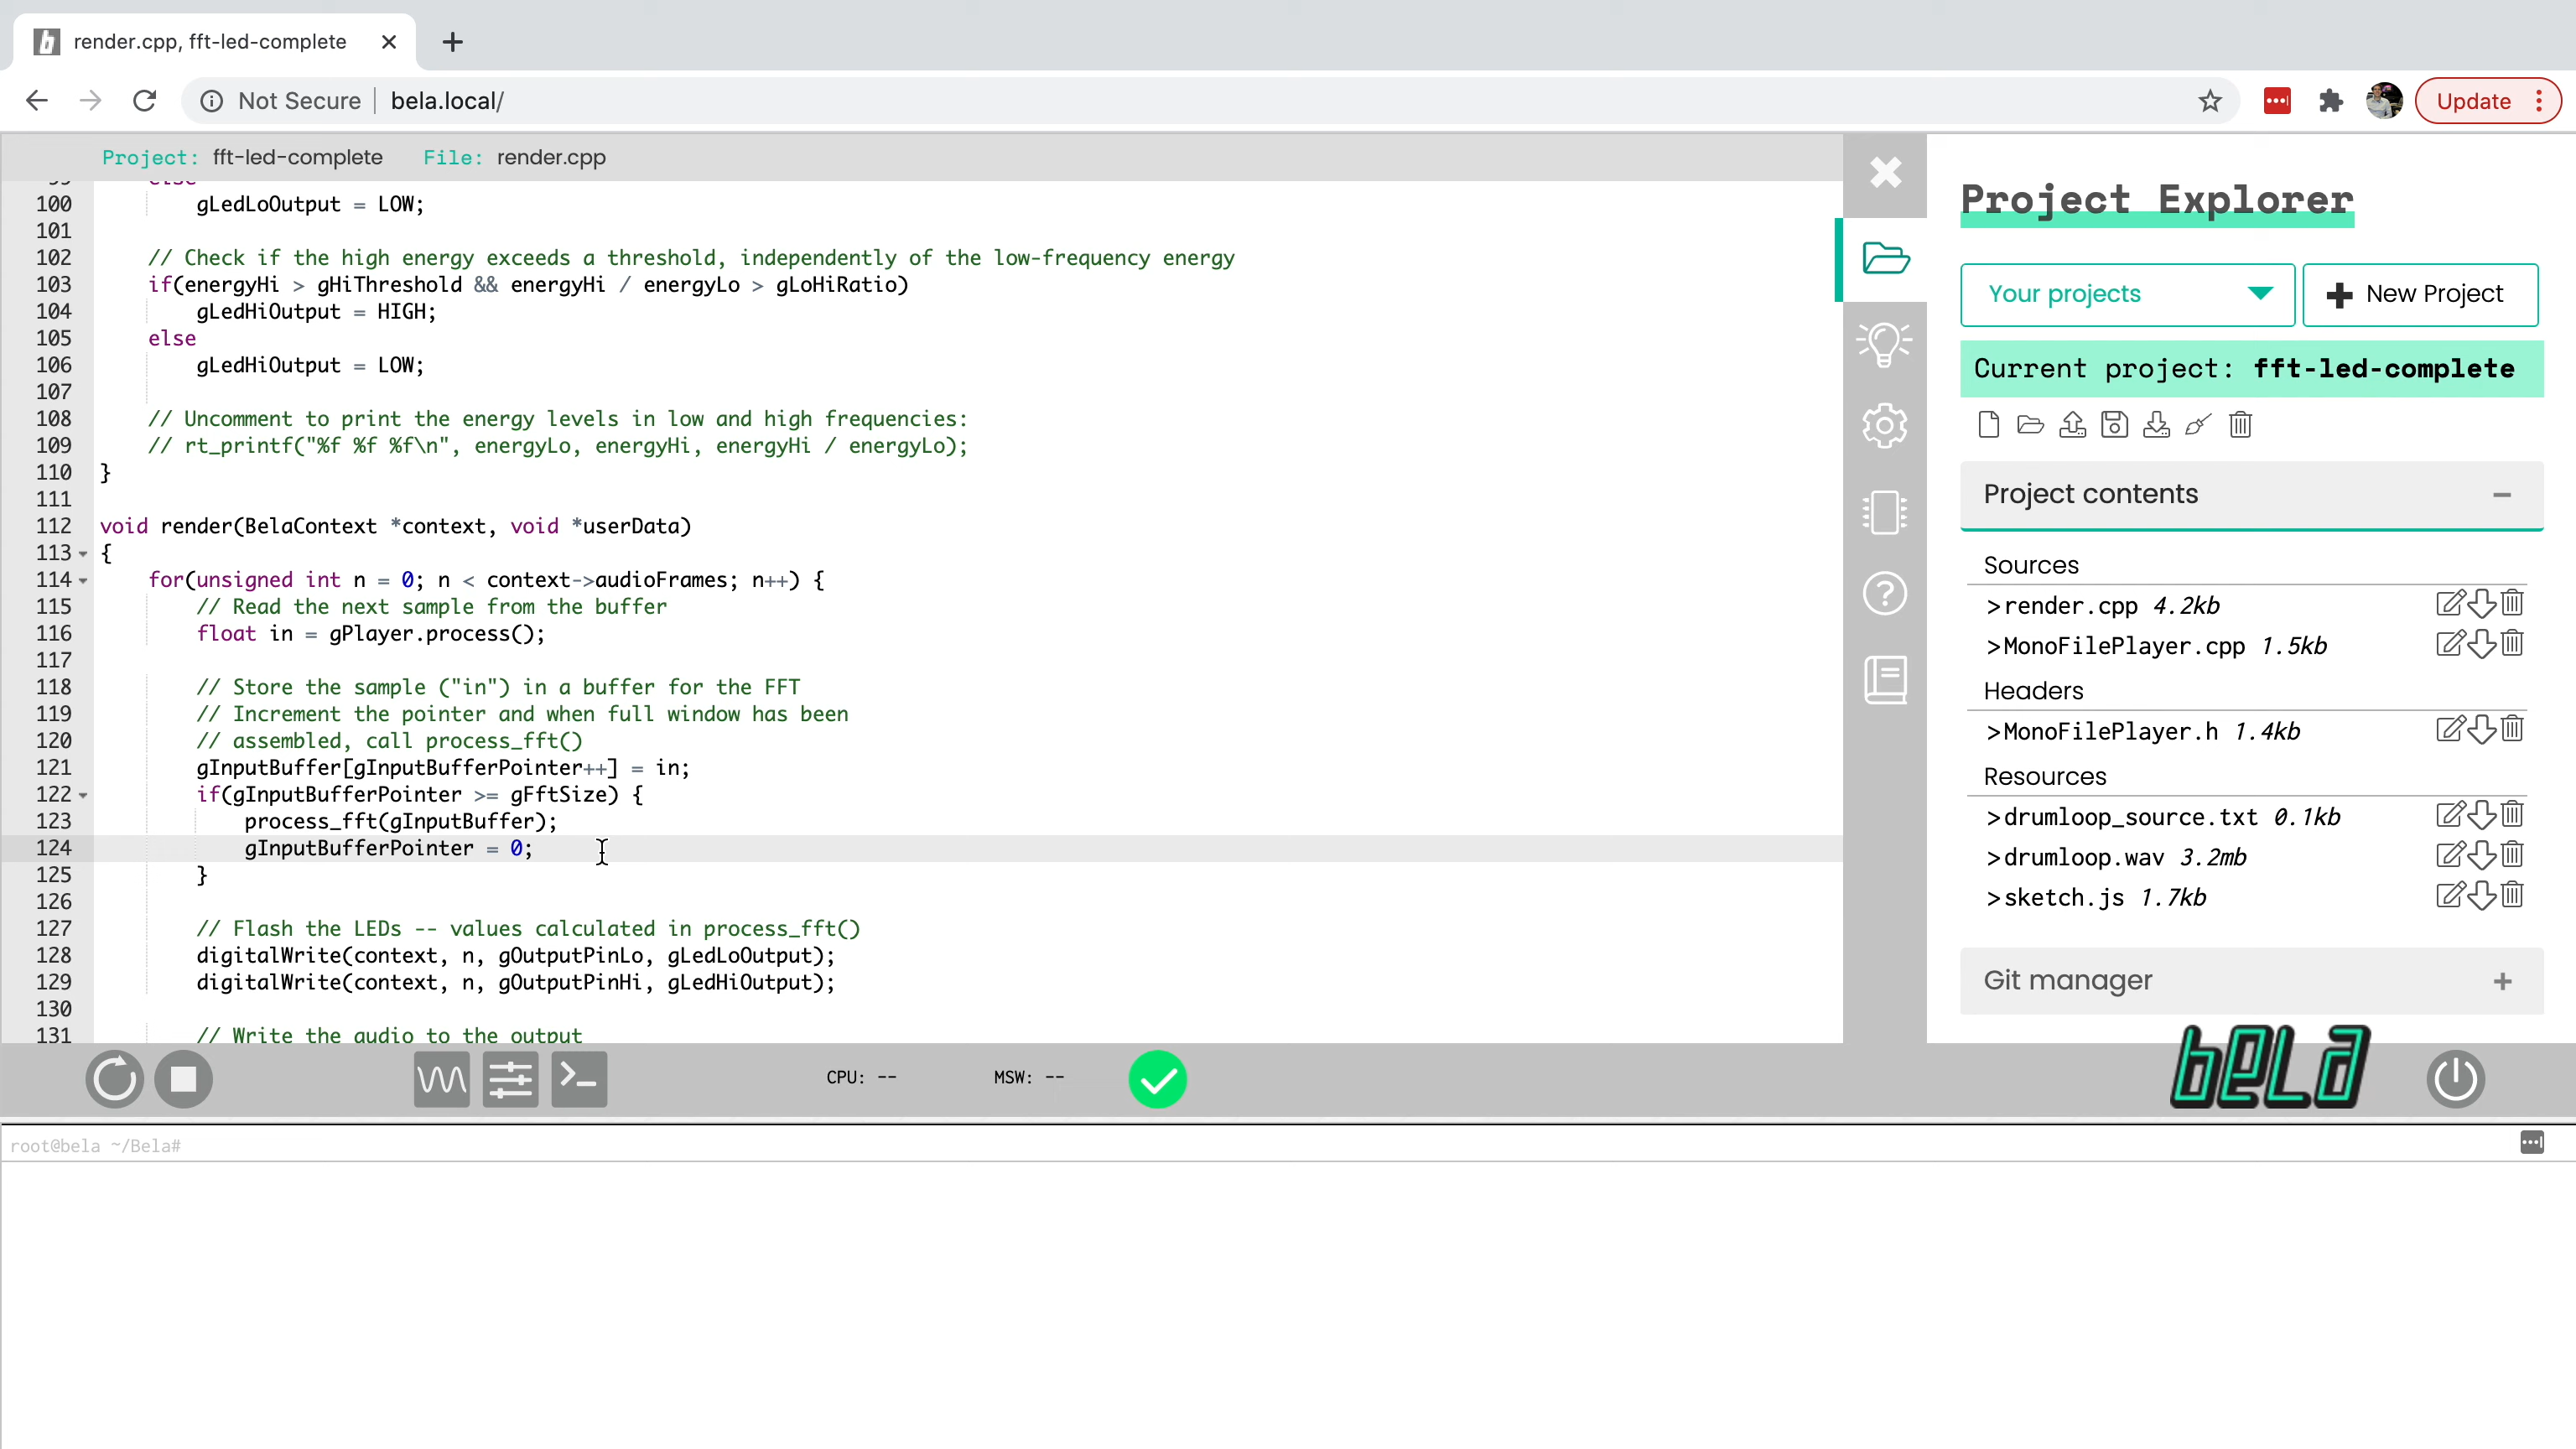 render.cpp, fft-led-complete
Not Secure
bela.local/
Update
Project: fft-led-complete File: render.cpp
99 else
100 gLedLoOutput = LOW;
101
102 // Check if the high energy exceeds a threshold, independently of the low-frequency energy
103 if(energyHi > gHiThreshold && energyHi / energyLo > gLoHiRatio)
104 gLedHiOutput = HIGH;
105 else
106 gLedHiOutput = LOW;
107
108 // Uncomment to print the energy levels in low and high frequencies:
109 // rt_printf("%f %f %f\n", energyLo, energyHi, energyHi / energyLo);
110 }
111
112 void render(BelaContext *context, void *userData)
113 {
114 for(unsigned int n = 0; n < context->audioFrames; n++) {
115 // Read the next sample from the buffer
116 float in = gPlayer.process();
117
118 // Store the sample ("in") in a buffer for the FFT
119 // Increment the pointer and when full window has been
120 // assembled, call process_fft()
121 gInputBuffer[gInputBufferPointer++] = in;
122 if(gInputBufferPointer >= gFftSize) {
123 process_fft(gInputBuffer);
124 gInputBufferPointer = 0;
125 }
126
127 // Flash the LEDs -- values calculated in process_fft()
128 digitalWrite(context, n, gOutputPinLo, gLedLoOutput);
129 digitalWrite(context, n, gOutputPinHi, gLedHiOutput);
130
131 // Write the audio to the output
Project Explorer
Your projects
New Project
Current project: fft-led-complete
Project contents
Sources
>render.cpp 4.2kb
>MonoFilePlayer.cpp 1.5kb
Headers
>MonoFilePlayer.h 1.4kb
Resources
>drumloop_source.txt 0.1kb
>drumloop.wav 3.2mb
>sketch.js 1.7kb
Git manager
CPU: --
MSW: --
beLa
root@bela ~/Bela#